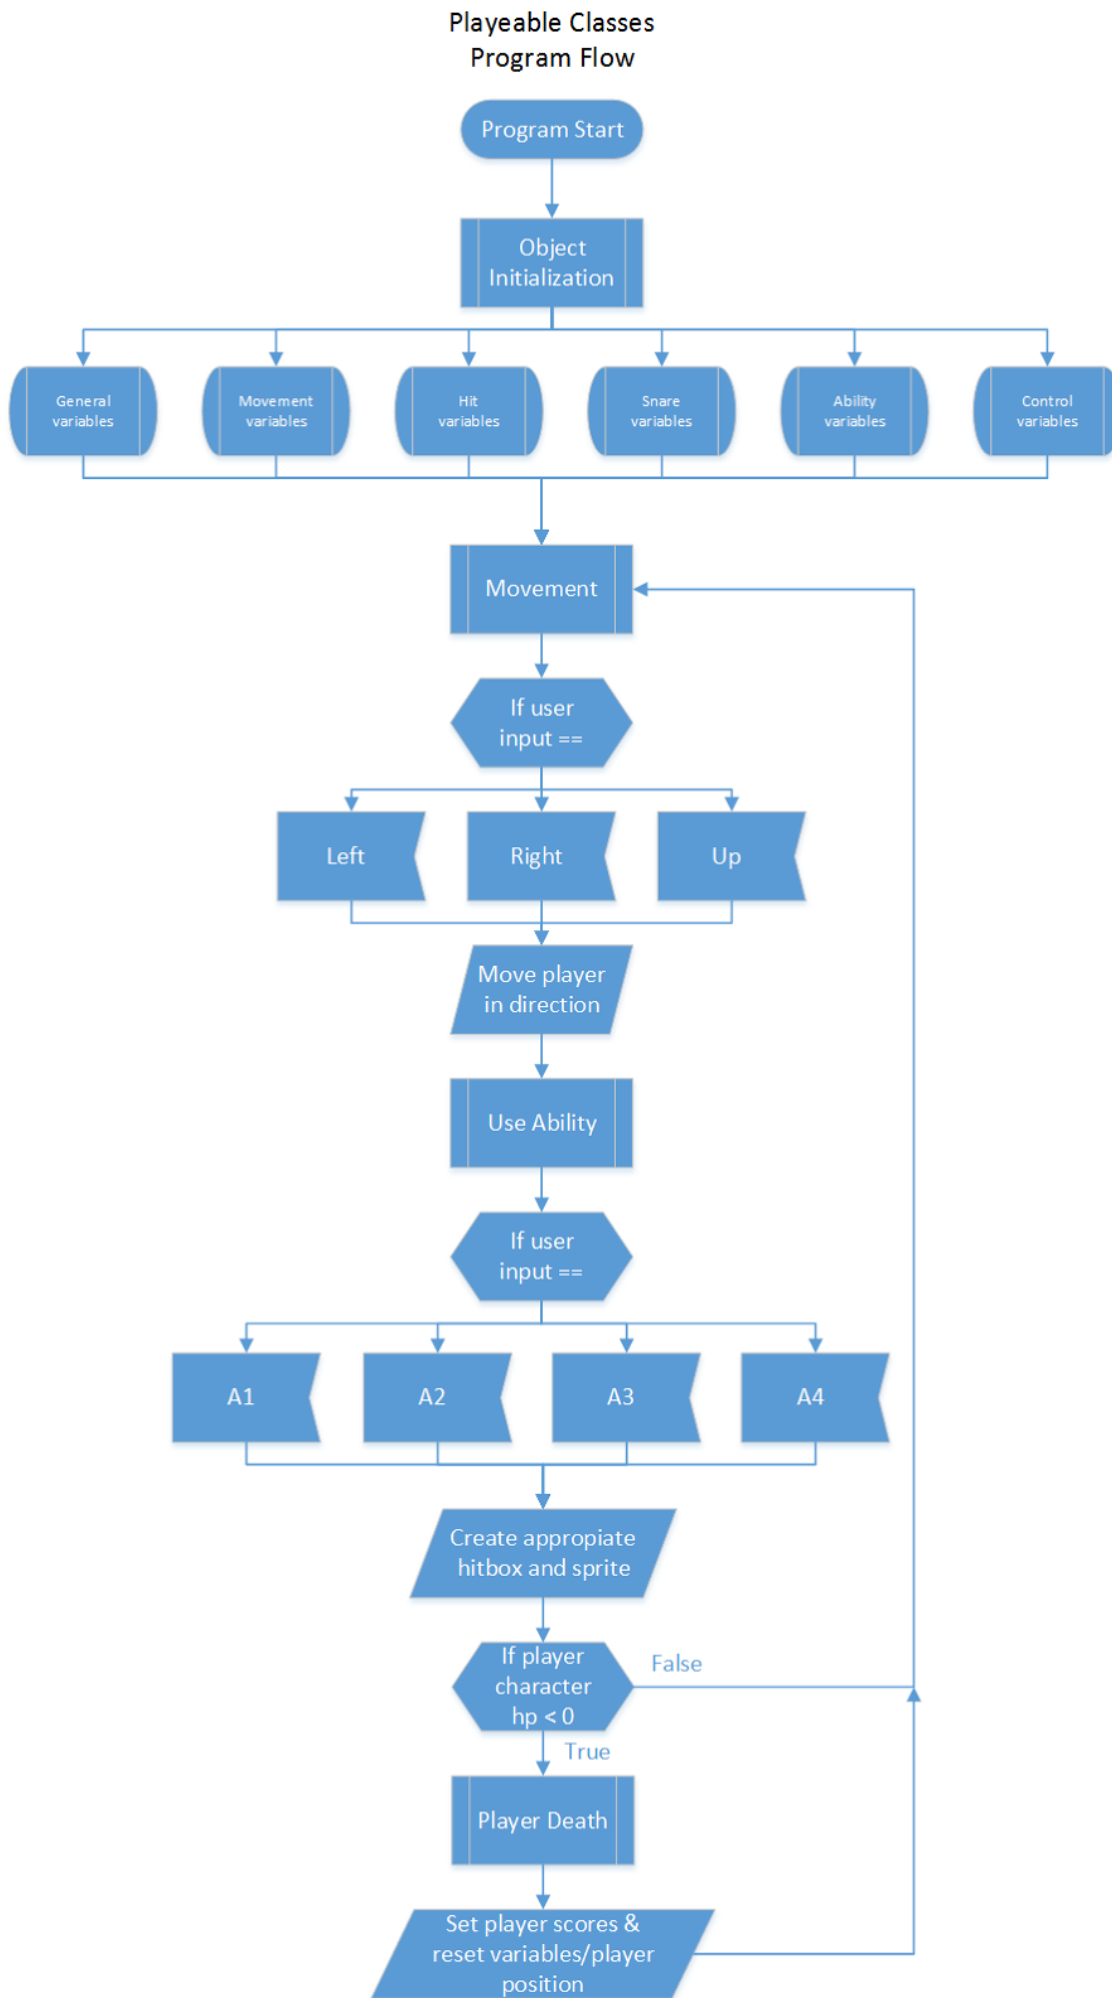 Playeable Classes
Program Flow
Program Start
Object
Initialization
General
variables
Movement
variables
Hit
variables
Snare
variables
Ability
variables
Control
variables
Movement
If user
input ==
Left
Right
Up
Move player
in direction
Use Ability
If user
input ==
A1
A2
A3
A4
Create appropiate
hitbox and sprite
If player
character
hp < 0
False
True
Player Death
Set player scores &
reset variables/player
position